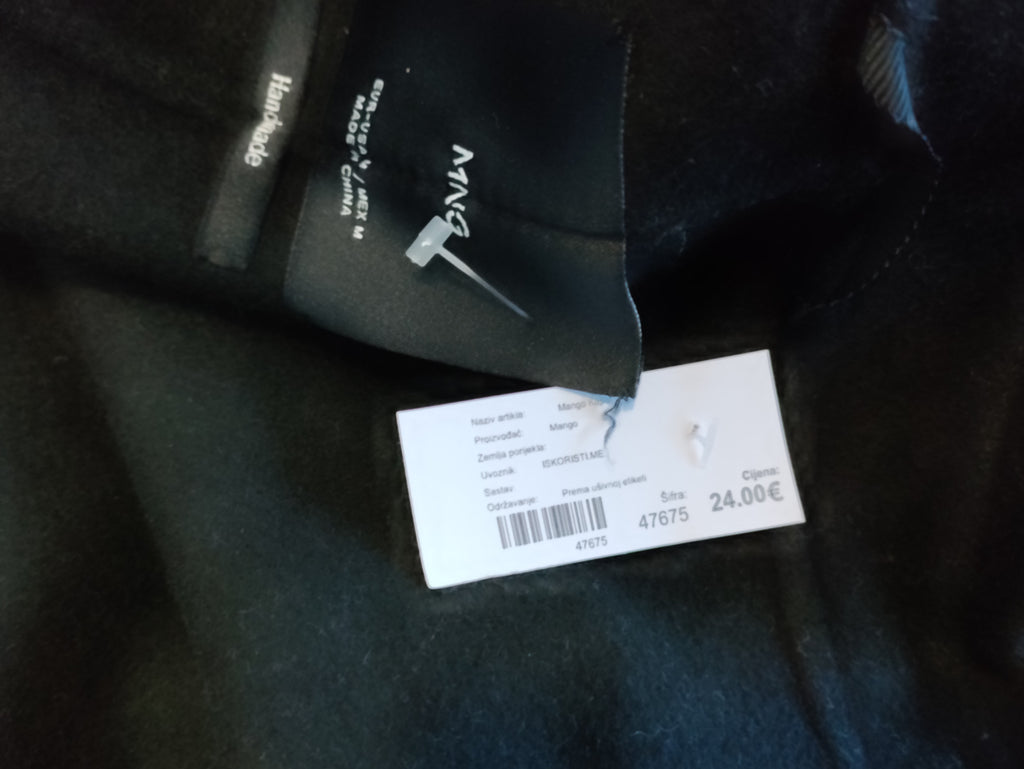 Handmade
MNG
EUR-USA M / MEX M
MADE IN CHINA
Naziv artikla: Mango
Proizvođač: Mango
Zemlja porijekla:
Uvoznik: ISKORISTI.ME
Sastav:
Održavanje: Prema ušivnoj etiketi
47675
Šifra:
47675
Cijena:
24.00€